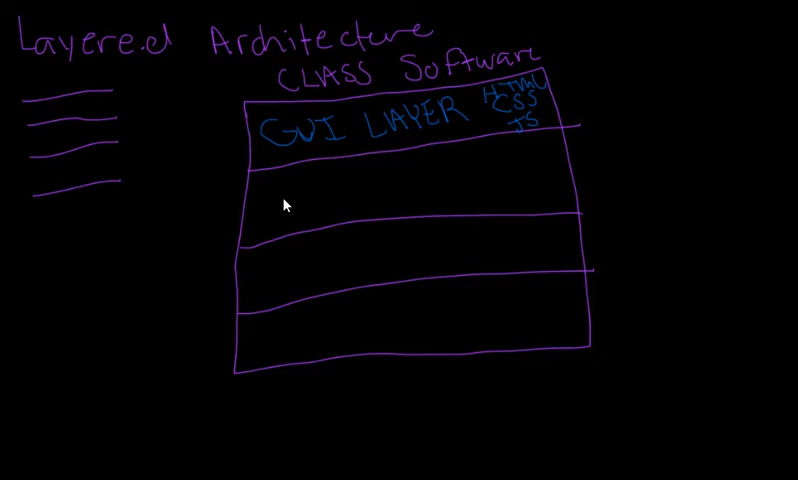 Layered Architecture
CLASS Software
GUI LAYER
HTML
CSS
JS